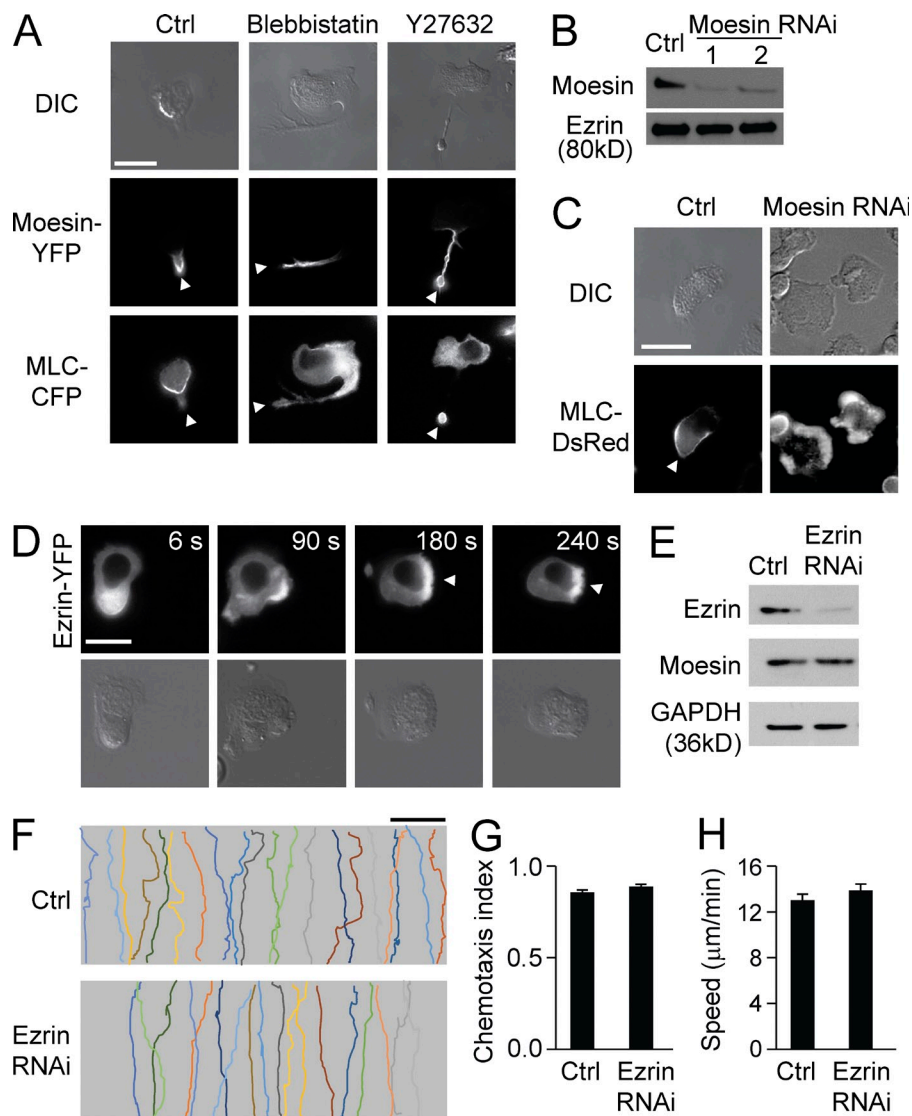 A
Ctrl
Blebbistatin
Y27632
DIC
Moesin-
YFP
MLC-
CFP
B
Ctrl
Moesin RNAi
1
2
Moesin
Ezrin
(80kD)
C
Ctrl
Moesin RNAi
DIC
MLC-
DsRed
D
Ezrin-YFP
6 s
90 s
180 s
240 s
E
Ctrl
Ezrin
RNAi
Ezrin
Moesin
GAPDH
(36kD)
F
Ctrl
Ezrin
RNAi
G
Chemotaxis index
1.0
0.5
0.0
Ctrl
Ezrin
RNAi
H
Speed (μm/min)
16
12
8
4
0
Ctrl
Ezrin
RNAi